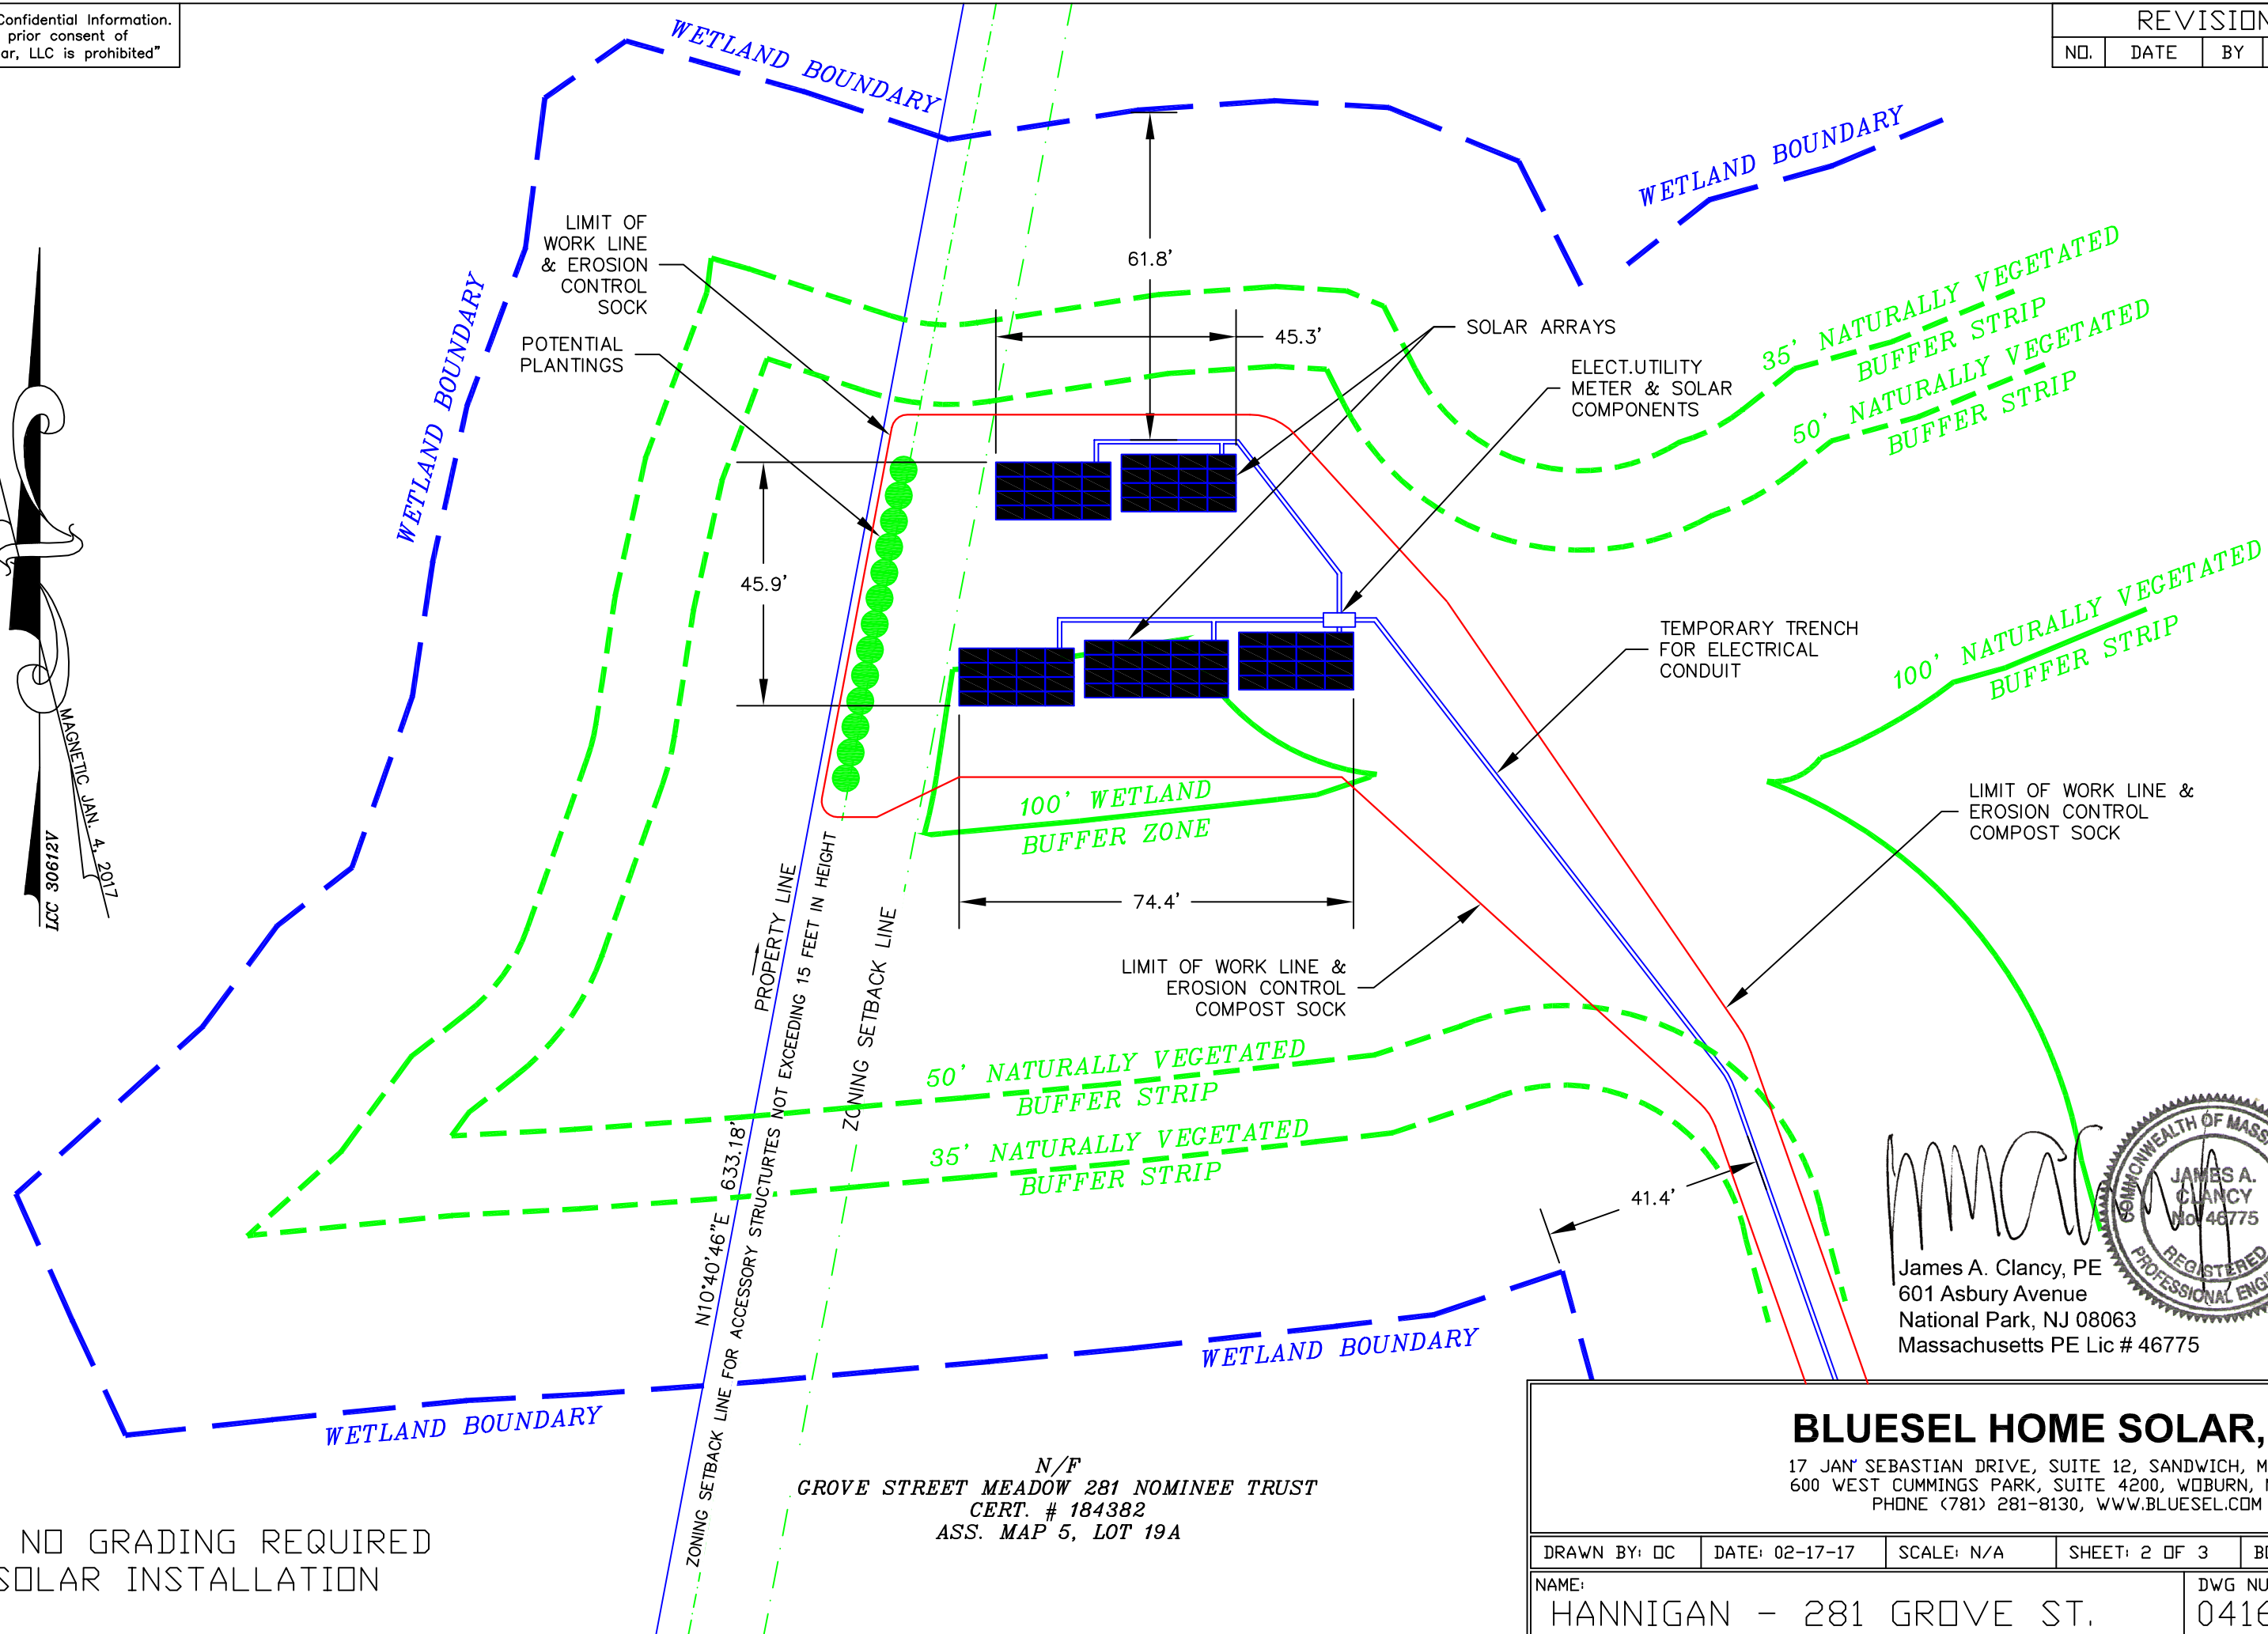 Confidential Information.
prior consent of
ar, LLC is prohibited"
REVISION
NO. DATE BY
WETLAND BOUNDARY
WETLAND BOUNDARY
WETLAND BOUNDARY
LIMIT OF
WORK LINE
& EROSION
CONTROL
SOCK
POTENTIAL
PLANTINGS
61.8'
45.3'
SOLAR ARRAYS
ELECT.UTILITY
METER & SOLAR
COMPONENTS
35' NATURALLY VEGETATED
BUFFER STRIP
50' NATURALLY VEGETATED
BUFFER STRIP
45.9'
100' NATURALLY VEGETATED
BUFFER STRIP
TEMPORARY TRENCH
FOR ELECTRICAL
CONDUIT
MAGNETIC JAN. 4, 2017
LCC 30612V
100' WETLAND
BUFFER ZONE
LIMIT OF WORK LINE &
EROSION CONTROL
COMPOST SOCK
74.4'
PROPERTY LINE
N10°40'46"E 633.18'
ZONING SETBACK LINE FOR ACCESSORY STRUCTURTES NOT EXCEEDING 15 FEET IN HEIGHT
ZONING SETBACK LINE
LIMIT OF WORK LINE &
EROSION CONTROL
COMPOST SOCK
50' NATURALLY VEGETATED
BUFFER STRIP
35' NATURALLY VEGETATED
BUFFER STRIP
41.4'
COMMONWEALTH OF MASS
JAMES A.
CLANCY
No. 46775
REGISTERED
PROFESSIONAL ENGI
James A. Clancy, PE
601 Asbury Avenue
National Park, NJ 08063
Massachusetts PE Lic # 46775
WETLAND BOUNDARY
WETLAND BOUNDARY
N/F
GROVE STREET MEADOW 281 NOMINEE TRUST
CERT. # 184382
ASS. MAP 5, LOT 19A
NO GRADING REQUIRED
SOLAR INSTALLATION
BLUESEL HOME SOLAR,
17 JAN SEBASTIAN DRIVE, SUITE 12, SANDWICH, M
600 WEST CUMMINGS PARK, SUITE 4200, WOBURN, M
PHONE (781) 281-8130, WWW.BLUESEL.COM
DRAWN BY: OC DATE: 02-17-17 SCALE: N/A SHEET: 2 OF 3
NAME: DWG NU
HANNIGAN - 281 GROVE ST. 0416